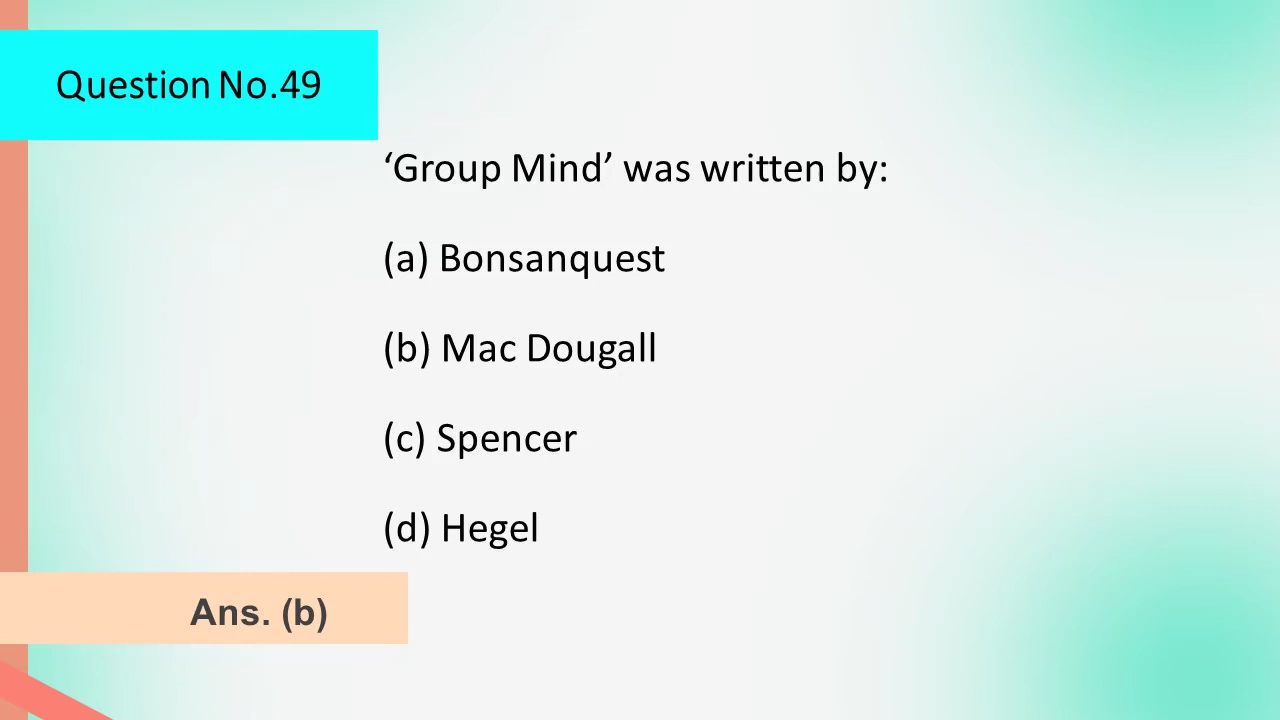 Question No.49
‘Group Mind’ was written by:
(a) Bonsanquest
(b) Mac Dougall
(c) Spencer
(d) Hegel
Ans. (b)